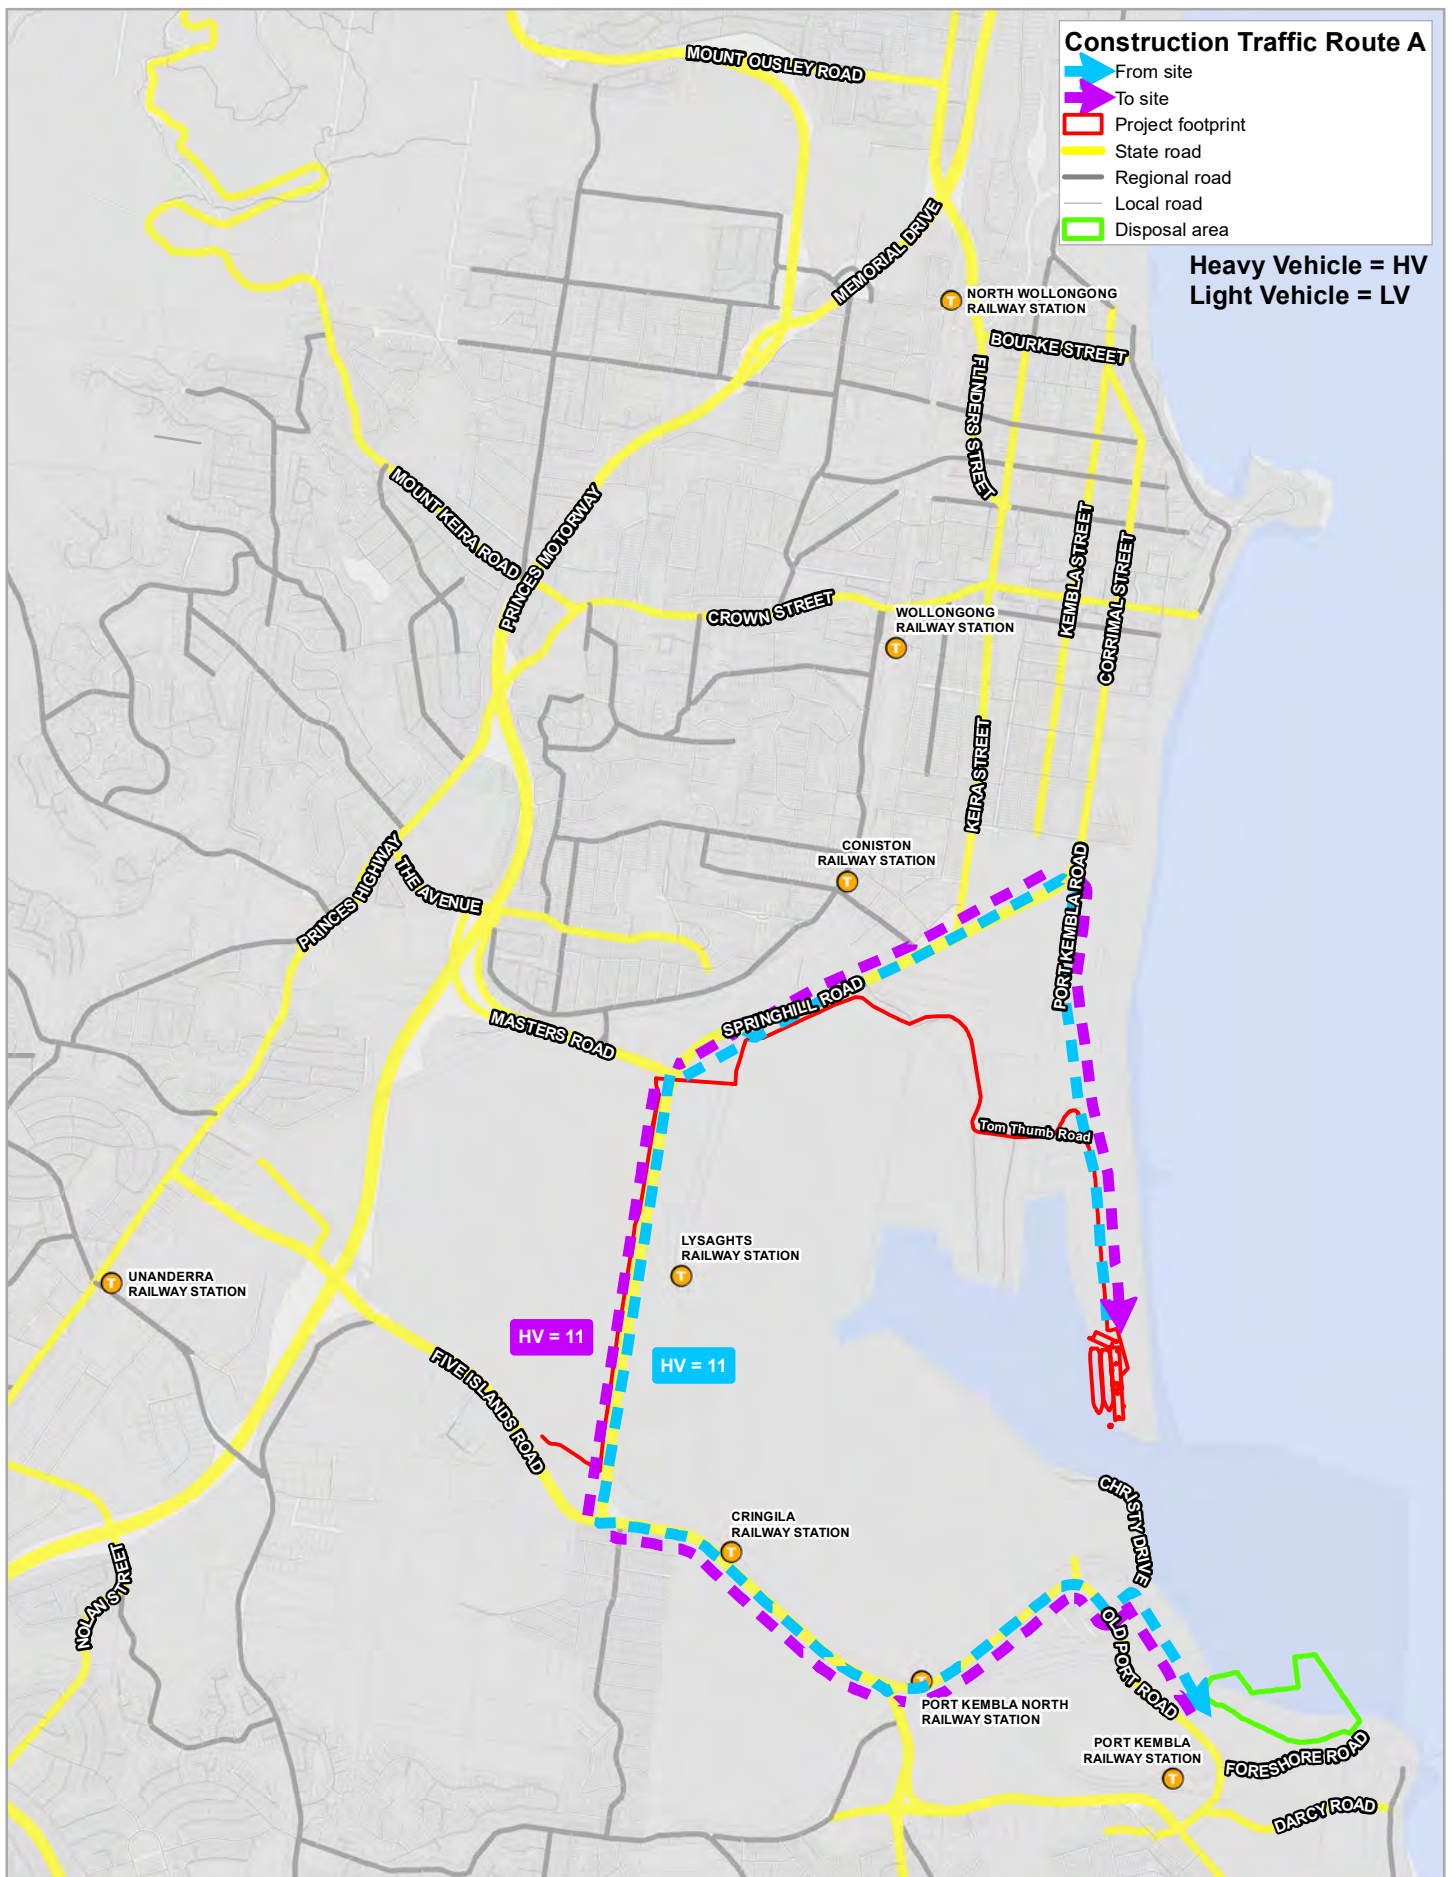 Construction Traffic Route A
From site
To site
Project footprint
State road
Regional road
Local road
Disposal area
Heavy Vehicle = HV
Light Vehicle = LV
MOUNT OUSLEY ROAD
MEMORIAL DRIVE
T
NORTH WOLLONGONG
RAILWAY STATION
BOURKE STREET
FLINDERS STREET
MOUNT KEIRA ROAD
PRINCES MOTORWAY
KEMBLA STREET
CORRIMAL STREET
CROWN STREET
WOLLONGONG
RAILWAY STATION
T
KEIRA STREET
CONISTON
RAILWAY STATION
T
PRINCES HIGHWAY
THE AVENUE
PORT KEMBLA ROAD
SPRINGHILL ROAD
MASTERS ROAD
Tom Thumb Road
LYSAGHTS
RAILWAY STATION
T
T
UNANDERRA
RAILWAY STATION
HV = 11
HV = 11
FIVE ISLANDS ROAD
CHRISTY DRIVE
CRINGILA
RAILWAY STATION
T
NOLAN STREET
OLD PORT ROAD
T
PORT KEMBLA NORTH
RAILWAY STATION
PORT KEMBLA
RAILWAY STATION
T
FORESHORE ROAD
DARCY ROAD